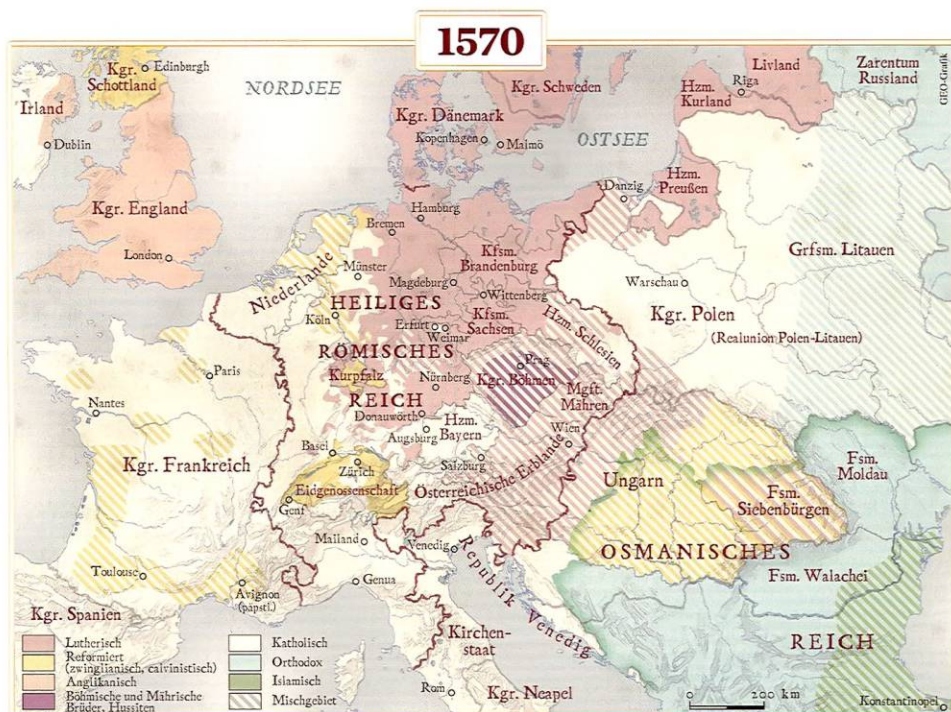 1570
Edinburgh
Kgr.
Schottland
NORDSEE
Irland
Dublin
Kgr. England
London
Kgr. Schweden
Kgr. Dänemark
Kopenhagen
Malmö
OSTSEE
Livland
Riga
Hzm.
Kurland
Zarentum
Russland
GEO-Grafik
Danzig
Hzm.
Preußen
Grfsm. Litauen
Hamburg
Bremen
Kfsm.
Brandenburg
Niederlande
Münster
Magdeburg
Wittenberg
Warschau
Kgr. Polen
(Realunion Polen-Litauen)
HEILIGES
Köln
Erfurt
Weimar
Kfsm.
Sachsen
Hzm. Schlesien
RÖMISCHES
Kurpfalz
Nürnberg
Prag
Kgr. Böhmen
REICH
Mgft.
Mähren
Donauwörth
Augsburg
Hzm.
Bayern
Wien
Salzburg
Österreichische Erblande
Paris
Nantes
Kgr. Frankreich
Basel
Zürich
Eidgenossenschaft
Genf
Mailand
Venedig
Republik Venedig
Genua
Toulouse
Avignon
(päpstl.)
Kgr. Spanien
Ungarn
Fsm.
Siebenbürgen
Fsm.
Moldau
OSMANISCHES
Fsm. Walachei
REICH
Kirchen-
staat
Rom
Kgr. Neapel
Konstantinopel
Lutherisch
Reformiert
(zwinglianisch, calvinistisch)
Anglikanisch
Böhmische und Mährische
Brüder, Hussiten
Katholisch
Orthodox
Islamisch
Mischgebiet
0 200 km